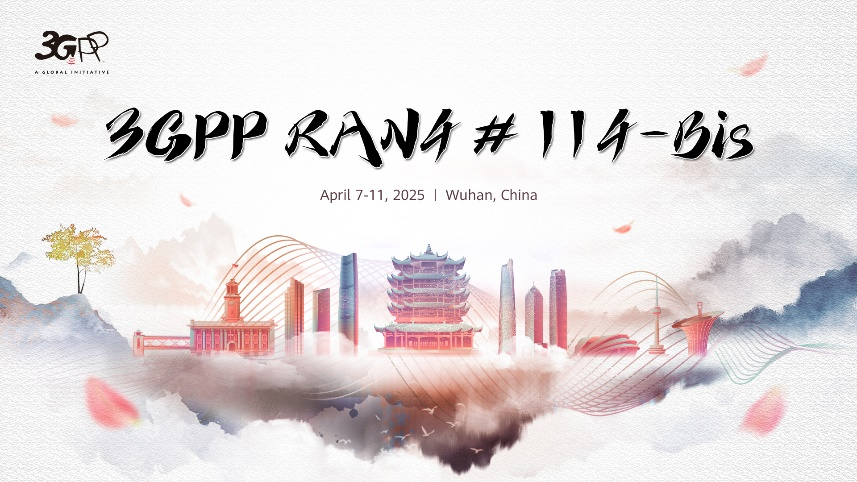 3GPP
A GLOBAL INITIATIVE
3GPP RAN4 # 114-Bis
April 7-11, 2025 | Wuhan, China